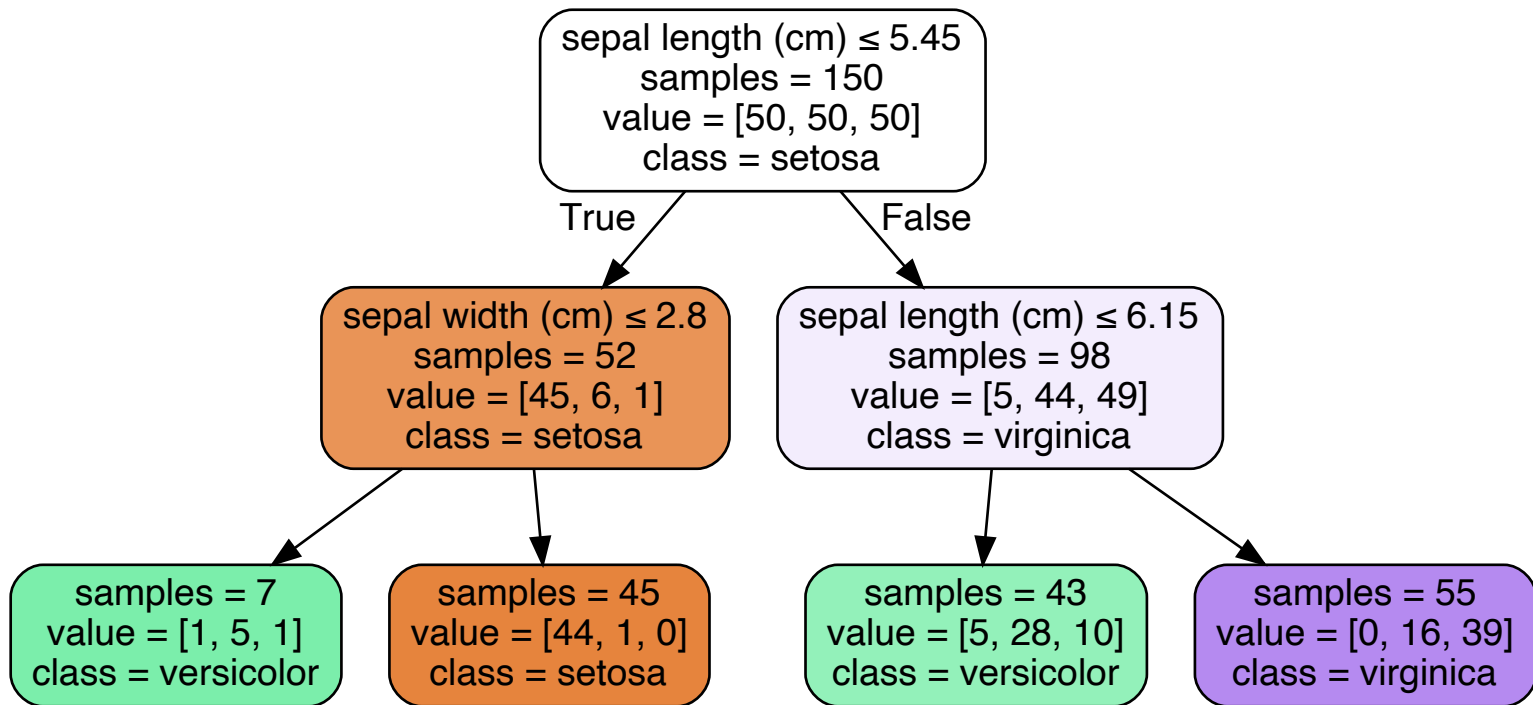 sepal length (cm) ≤ 5.45
samples = 150
value = [50, 50, 50]
class = setosa
True
False
sepal width (cm) ≤ 2.8
samples = 52
value = [45, 6, 1]
class = setosa
sepal length (cm) ≤ 6.15
samples = 98
value = [5, 44, 49]
class = virginica
samples = 7
value = [1, 5, 1]
class = versicolor
samples = 45
value = [44, 1, 0]
class = setosa
samples = 43
value = [5, 28, 10]
class = versicolor
samples = 55
value = [0, 16, 39]
class = virginica